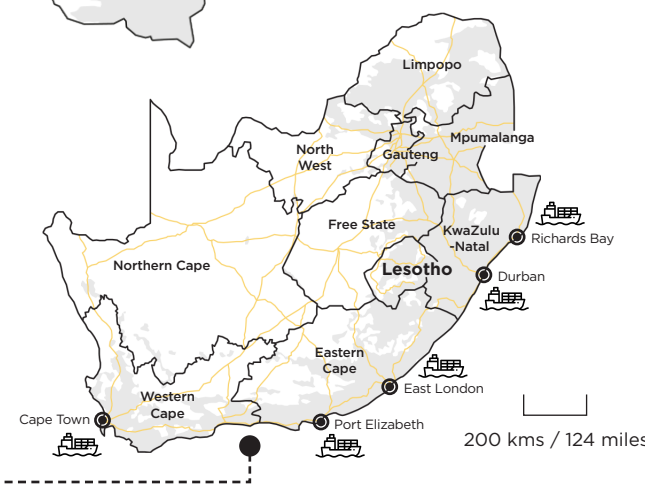 Limpopo
Mpumalanga
North
West
Gauteng
Free State
KwaZulu
-Natal
Richards Bay
Northern Cape
Lesotho
Durban
Eastern
Cape
East London
Western
Cape
Cape Town
Port Elizabeth
200 kms / 124 miles